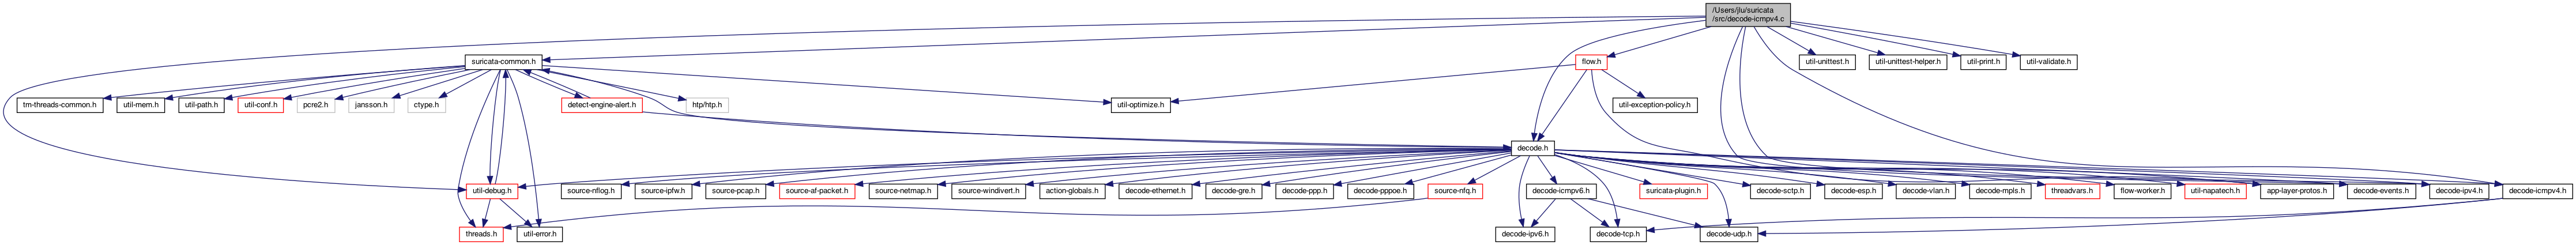 /Users/jlu/suricata
/src/decode-icmpv4.c
suricata-common.h
flow.h
util-unittest.h
util-unittest-helper.h
util-print.h
util-validate.h
tm-threads-common.h
util-mem.h
util-path.h
util-conf.h
pcre2.h
jansson.h
ctype.h
detect-engine-alert.h
htp/htp.h
util-optimize.h
util-exception-policy.h
decode.h
util-debug.h
source-nflog.h
source-ipfw.h
source-pcap.h
source-af-packet.h
source-netmap.h
source-windivert.h
action-globals.h
decode-ethernet.h
decode-gre.h
decode-ppp.h
decode-pppoe.h
source-nfq.h
decode-icmpv6.h
suricata-plugin.h
decode-sctp.h
decode-esp.h
decode-vlan.h
decode-mpls.h
threadvars.h
flow-worker.h
util-napatech.h
app-layer-protos.h
decode-events.h
decode-ipv4.h
decode-icmpv4.h
threads.h
util-error.h
decode-ipv6.h
decode-tcp.h
decode-udp.h